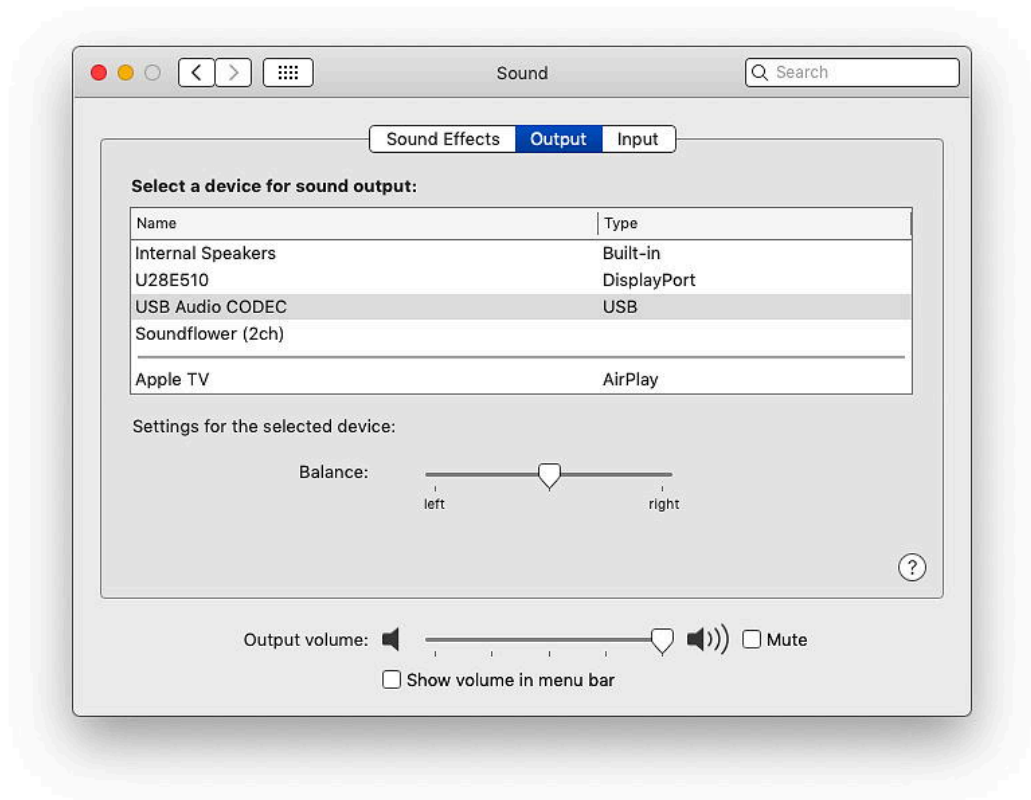 Sound
Search
Sound Effects Output Input
Select a device for sound output:
Name Type
Internal Speakers Built-in
U28E510 DisplayPort
USB Audio CODEC USB
Soundflower (2ch)
Apple TV AirPlay
Settings for the selected device:
Balance:
left right
?
Output volume: Mute
Show volume in menu bar